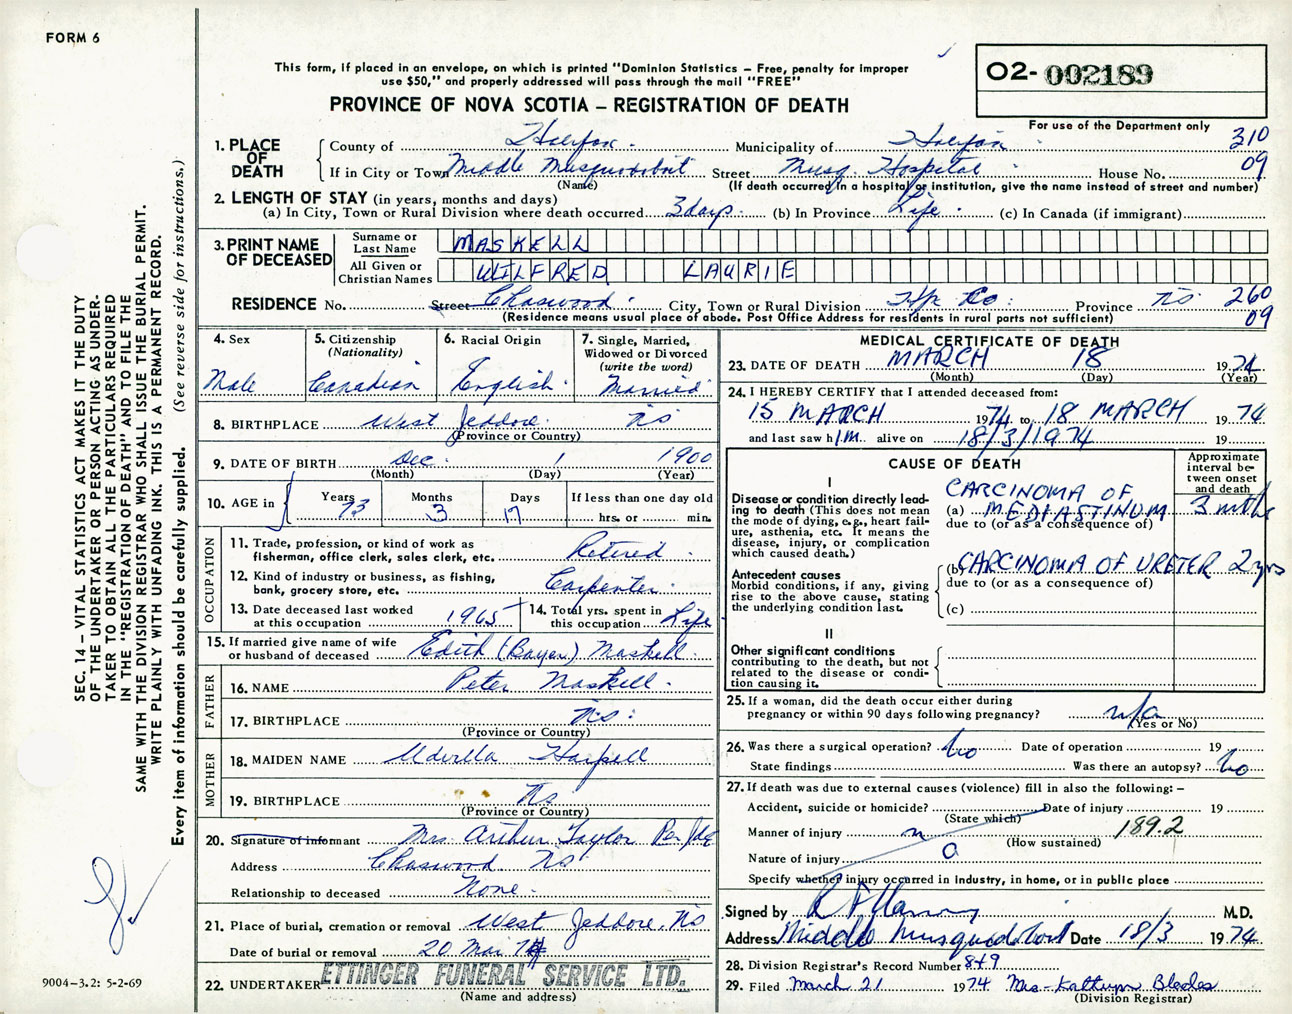 FORM 6
This form, if placed in an envelope, on which is printed "Dominion Statistics – Free, penalty for improper
use $50," and properly addressed will pass through the mail "FREE"
PROVINCE OF NOVA SCOTIA – REGISTRATION OF DEATH
O2- 002189
For use of the Department only
310
09
1. PLACE OF DEATH
County of Halifax Municipality of Halifax
If in City or Town Middle Musquodoboit Street Musq. Hospital House No.
(Name) (If death occurred in a hospital or institution, give the name instead of street and number)
2. LENGTH OF STAY (in years, months and days)
(a) In City, Town or Rural Division where death occurred 3 days (b) In Province Life (c) In Canada (if immigrant)
3. PRINT NAME OF DECEASED
Surname or Last Name MASKELL
All Given or Christian Names WILFRED LAURIE
RESIDENCE No. Street Chaswood City, Town or Rural Division Hfx Co. Province NS 260
(Residence means usual place of abode. Post Office Address for residents in rural parts not sufficient) 09
4. Sex
Male
5. Citizenship
(Nationality)
Canadian
6. Racial Origin
English
7. Single, Married,
Widowed or Divorced
(write the word)
Married
8. BIRTHPLACE West Jeddore NS
(Province or Country)
9. DATE OF BIRTH Dec. 1 1900
(Month) (Day) (Year)
10. AGE in Years 73 Months 3 Days 17 If less than one day old
hrs. or min.
OCCUPATION
11. Trade, profession, or kind of work as
fisherman, office clerk, sales clerk, etc. Retired
12. Kind of industry or business, as fishing,
bank, grocery store, etc. Carpenter
13. Date deceased last worked
at this occupation 1965
14. Total yrs. spent in
this occupation Life
15. If married give name of wife
or husband of deceased Edith (Bayer) Maskell
FATHER
16. NAME Peter Maskell
17. BIRTHPLACE NS
(Province or Country)
MOTHER
18. MAIDEN NAME Harpell
19. BIRTHPLACE NS
(Province or Country)
20. Signature of informant Mrs. Arthur Taylor Per
Address Chaswood NS
Relationship to deceased None
21. Place of burial, cremation or removal West Jeddore, NS
Date of burial or removal 20 Mar 74
22. UNDERTAKER ETTINGER FUNERAL SERVICE LTD.
(Name and address)
MEDICAL CERTIFICATE OF DEATH
23. DATE OF DEATH MARCH 18 1974
(Month) (Day) (Year)
24. I HEREBY CERTIFY that I attended deceased from:
15 MARCH 1974 to 18 MARCH 1974
and last saw him alive on 18/3/1974 19
CAUSE OF DEATH
Approximate
interval be-
tween onset
and death
I
Disease or condition directly lead-
ing to death (This does not mean
the mode of dying, e.g., heart fail-
ure, asthenia, etc. It means the
disease, injury, or complication
which caused death.)
CARCINOMA OF
(a) MEDIASTINUM 3 mths
due to (or as a consequence of)
Antecedent causes
Morbid conditions, if any, giving
rise to the above cause, stating
the underlying condition last.
(b) CARCINOMA OF URETER 2 yrs
due to (or as a consequence of)
(c)
II
Other significant conditions
contributing to the death, but not
related to the disease or condi-
tion causing it.
25. If a woman, did the death occur either during
pregnancy or within 90 days following pregnancy? n/a
(Yes or No)
26. Was there a surgical operation? No Date of operation 19
State findings Was there an autopsy? No
27. If death was due to external causes (violence) fill in also the following: –
Accident, suicide or homicide? Date of injury 19
(State which)
Manner of injury n 189.2
(How sustained)
Nature of injury a
Specify whether injury occurred in industry, in home, or in public place
Signed by M.D.
Address Middle Musquodoboit Date 18/3 1974
28. Division Registrar's Record Number 849
29. Filed March 21 1974 Mrs. Kathryn Blades
(Division Registrar)
SEC. 14 – VITAL STATISTICS ACT MAKES IT THE DUTY
OF THE UNDERTAKER OR PERSON ACTING AS UNDER-
TAKER TO OBTAIN ALL THE PARTICULARS REQUIRED
IN THE "REGISTRATION OF DEATH" AND TO FILE THE
SAME WITH THE DIVISION REGISTRAR WHO SHALL ISSUE THE BURIAL PERMIT.
WRITE PLAINLY WITH UNFADING INK. THIS IS A PERMANENT RECORD.
Every item of information should be carefully supplied. (See reverse side for instructions.)
9004–3.2: 5-2-69